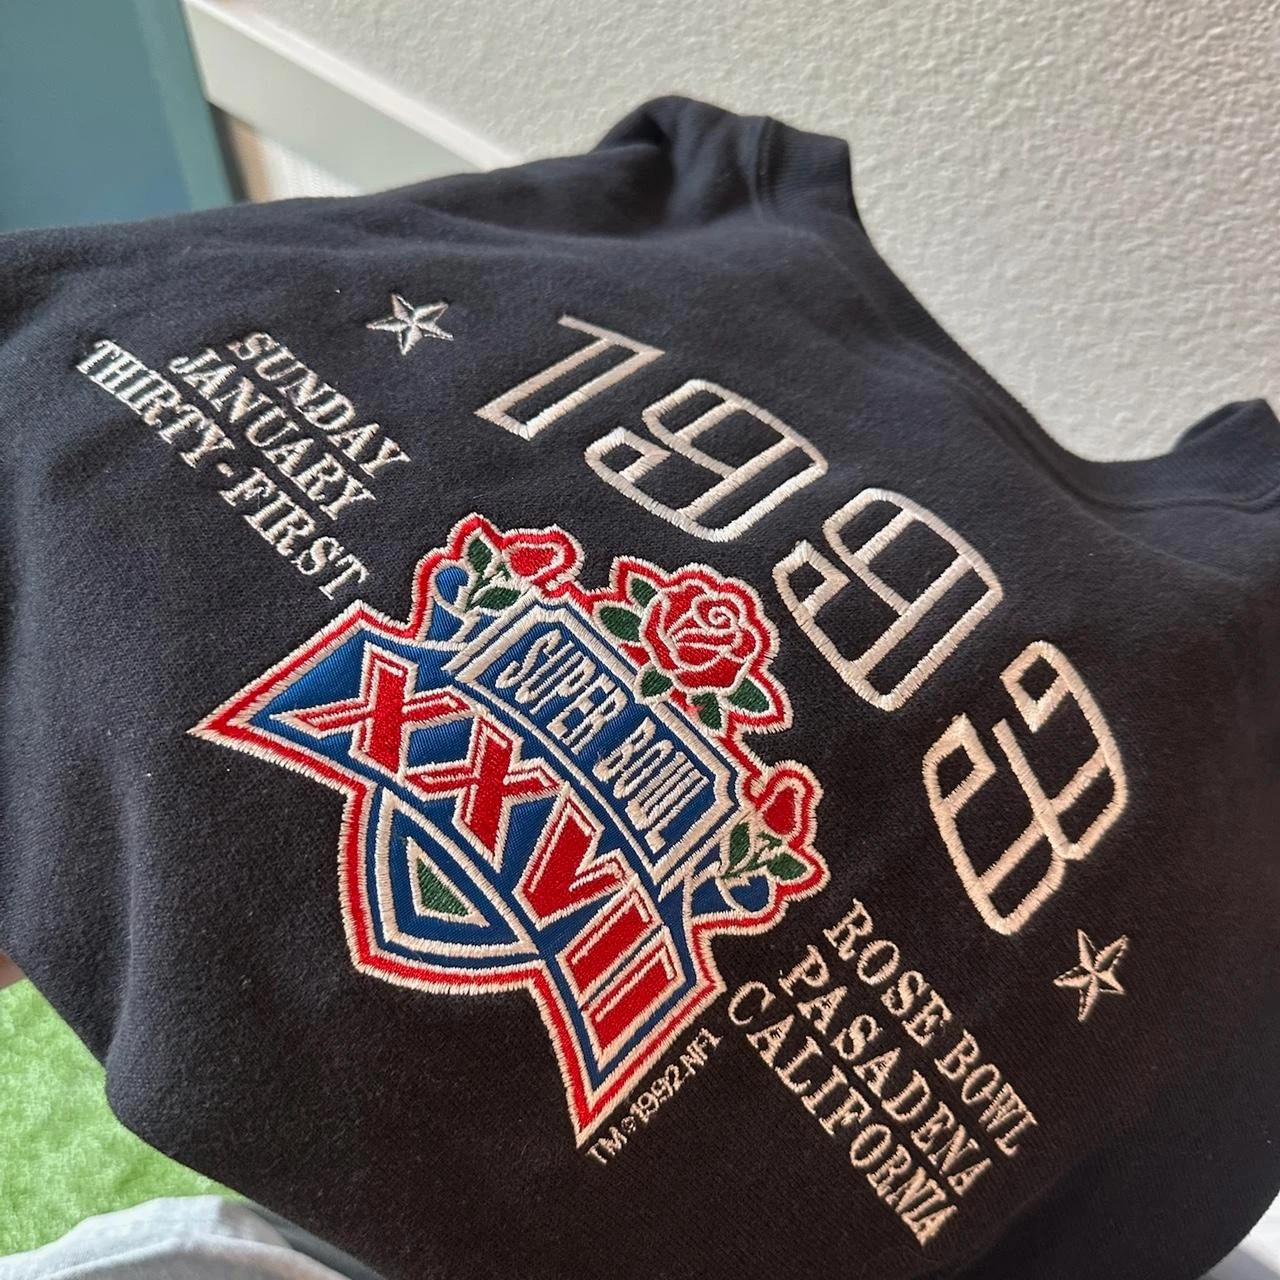 1993
SUNDAY
JANUARY
THIRTY-FIRST
SUPER BOWL
XXVII
ROSE BOWL
PASADENA
CALIFORNIA
TM©1992 NFL